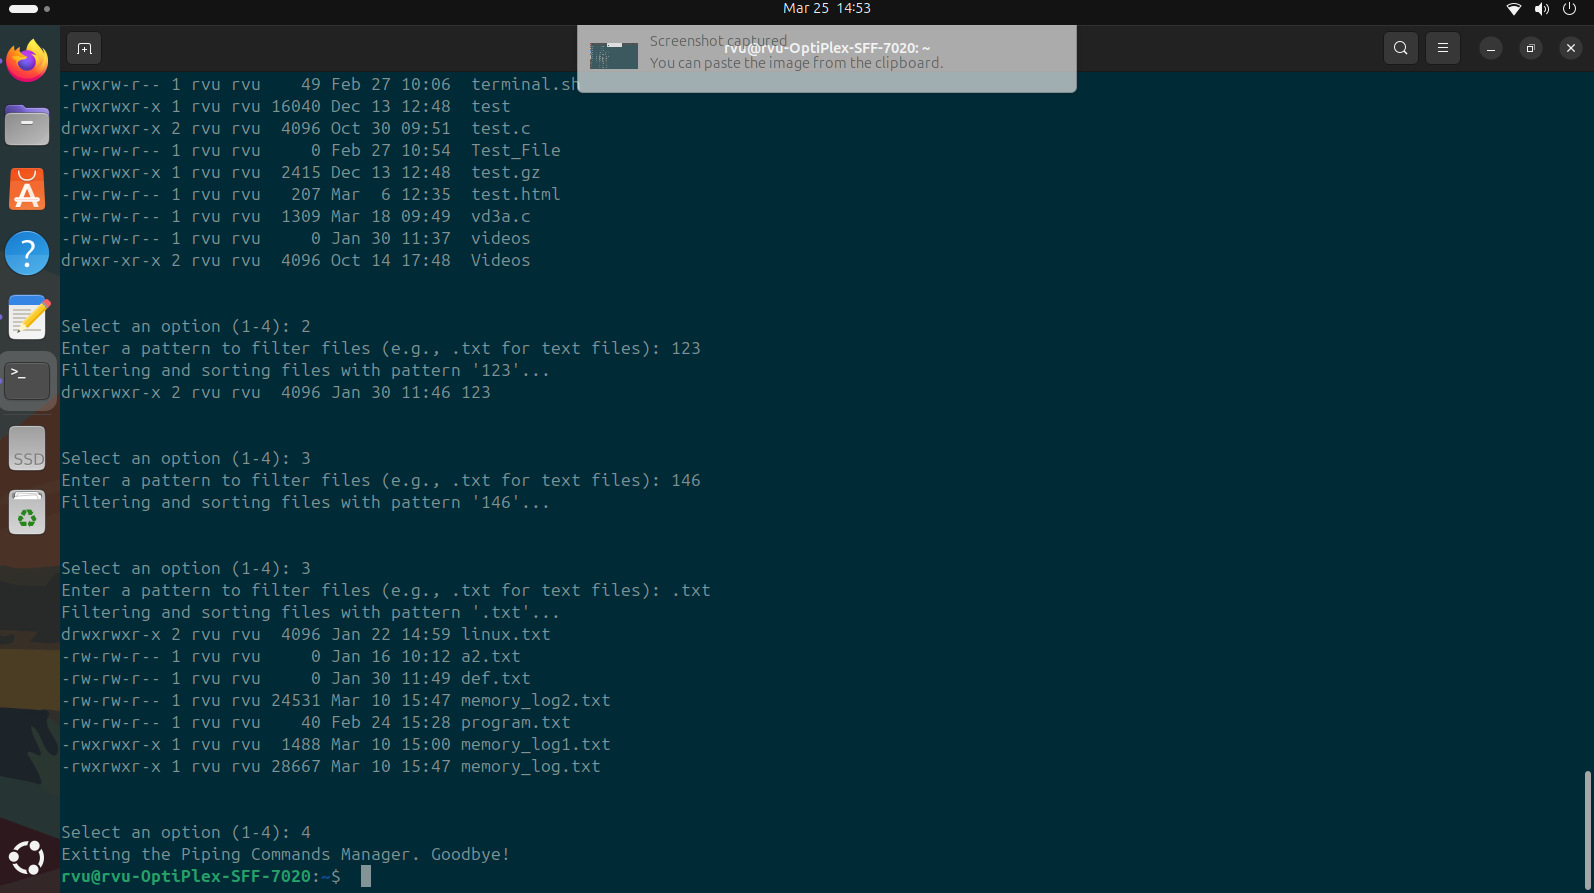 Mar 25 14:53
Screenshot captured
rvu@rvu-OptiPlex-SFF-7020: ~
You can paste the image from the clipboard.
-rwxrw-r-- 1 rvu rvu    49 Feb 27 10:06  terminal.sh
-rwxrwxr-x 1 rvu rvu 16040 Dec 13 12:48  test
drwxrwxr-x 2 rvu rvu  4096 Oct 30 09:51  test.c
-rw-rw-r-- 1 rvu rvu     0 Feb 27 10:54  Test_File
-rwxrwxr-x 1 rvu rvu  2415 Dec 13 12:48  test.gz
-rw-rw-r-- 1 rvu rvu   207 Mar  6 12:35  test.html
-rw-rw-r-- 1 rvu rvu  1309 Mar 18 09:49  vd3a.c
-rw-rw-r-- 1 rvu rvu     0 Jan 30 11:37  videos
drwxr-xr-x 2 rvu rvu  4096 Oct 14 17:48  Videos
Select an option (1-4): 2
Enter a pattern to filter files (e.g., .txt for text files): 123
Filtering and sorting files with pattern '123'...
drwxrwxr-x 2 rvu rvu  4096 Jan 30 11:46 123
Select an option (1-4): 3
Enter a pattern to filter files (e.g., .txt for text files): 146
Filtering and sorting files with pattern '146'...
Select an option (1-4): 3
Enter a pattern to filter files (e.g., .txt for text files): .txt
Filtering and sorting files with pattern '.txt'...
drwxrwxr-x 2 rvu rvu  4096 Jan 22 14:59 linux.txt
-rw-rw-r-- 1 rvu rvu     0 Jan 16 10:12 a2.txt
-rw-rw-r-- 1 rvu rvu     0 Jan 30 11:49 def.txt
-rw-rw-r-- 1 rvu rvu 24531 Mar 10 15:47 memory_log2.txt
-rw-rw-r-- 1 rvu rvu    40 Feb 24 15:28 program.txt
-rwxrwxr-x 1 rvu rvu  1488 Mar 10 15:00 memory_log1.txt
-rwxrwxr-x 1 rvu rvu 28667 Mar 10 15:47 memory_log.txt
Select an option (1-4): 4
Exiting the Piping Commands Manager. Goodbye!
rvu@rvu-OptiPlex-SFF-7020:~$
A
?
>_
SSD